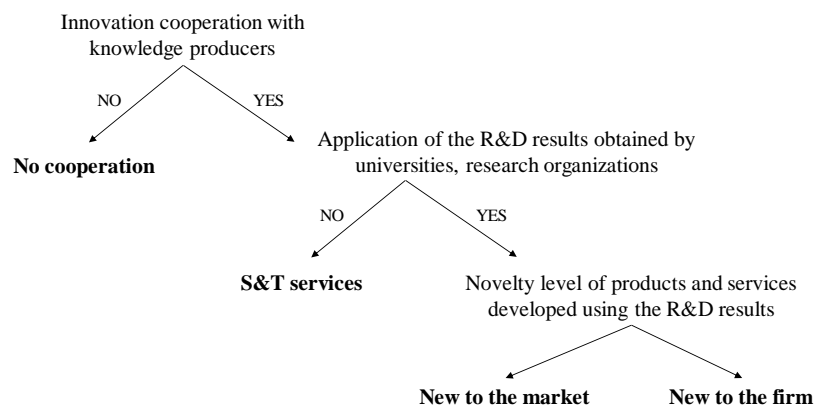 Innovation cooperation with
knowledge producers
NO
YES
No cooperation
Application of the R&D results obtained by
universities, research organizations
NO
YES
S&T services
Novelty level of products and services
developed using the R&D results
New to the market
New to the firm